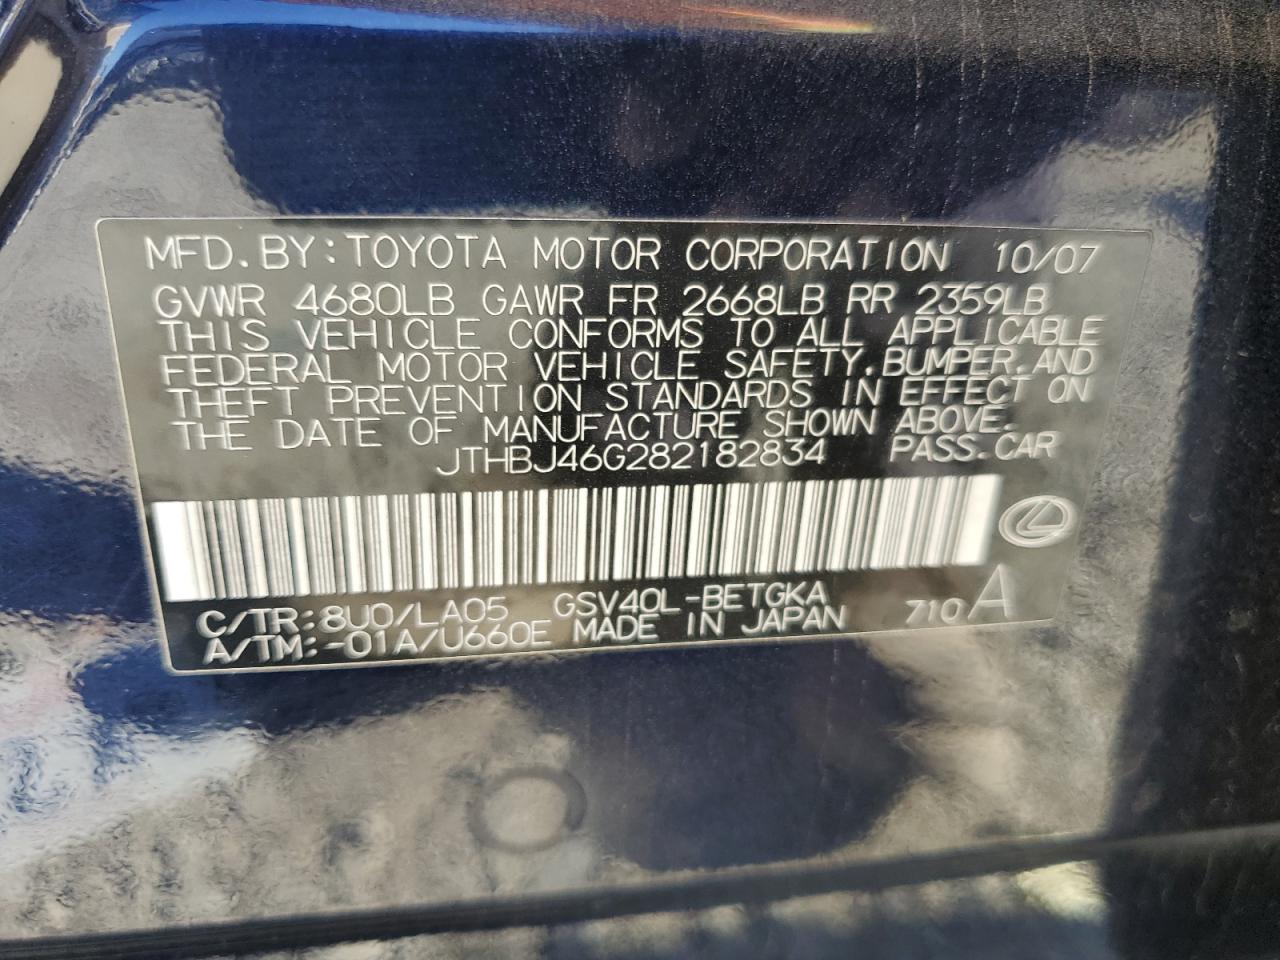 MFD. BY: TOYOTA MOTOR CORPORATION 10/07
GVWR 4680LB GAWR FR 2668LB RR 2359LB
THIS VEHICLE CONFORMS TO ALL APPLICABLE
FEDERAL MOTOR VEHICLE SAFETY, BUMPER, AND
THEFT PREVENTION STANDARDS IN EFFECT ON
THE DATE OF MANUFACTURE SHOWN ABOVE.
JTHBJ46G282182834 PASS. CAR
C/TR: 8U0/LA05 GSV40L-BETGKA 710 A
A/TM: -01A/U660E MADE IN JAPAN